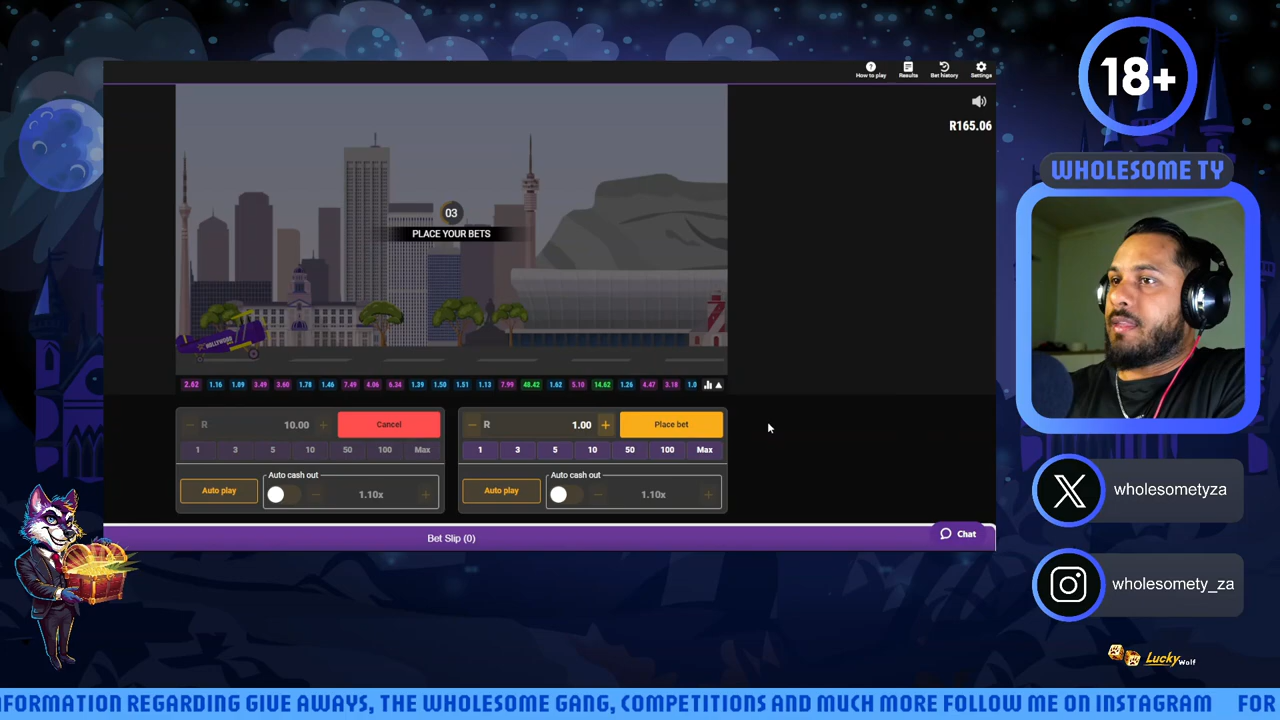 18+
How to play Results Bet history Settings
R165.06
WHOLESOME TY
03
PLACE YOUR BETS
HOLLYWOOD
2.62 1.16 1.09 3.49 3.60 1.78 1.46 7.49 4.06 6.34 1.39 1.50 1.51 1.13 7.99 48.42 1.62 5.10 14.62 1.26 4.47 3.18 1.0
R 10.00 Cancel
1 3 5 10 50 100 Max
Auto play
Auto cash out
1.10x
R 1.00 Place bet
1 3 5 10 50 100 Max
Auto play
Auto cash out
1.10x
Bet Slip (0)
Chat
wholesometyza
wholesomety_za
Lucky Wolf
NFORMATION REGARDING GIVE AWAYS, THE WHOLESOME GANG, COMPETITIONS AND MUCH MORE FOLLOW ME ON INSTAGRAM FOR